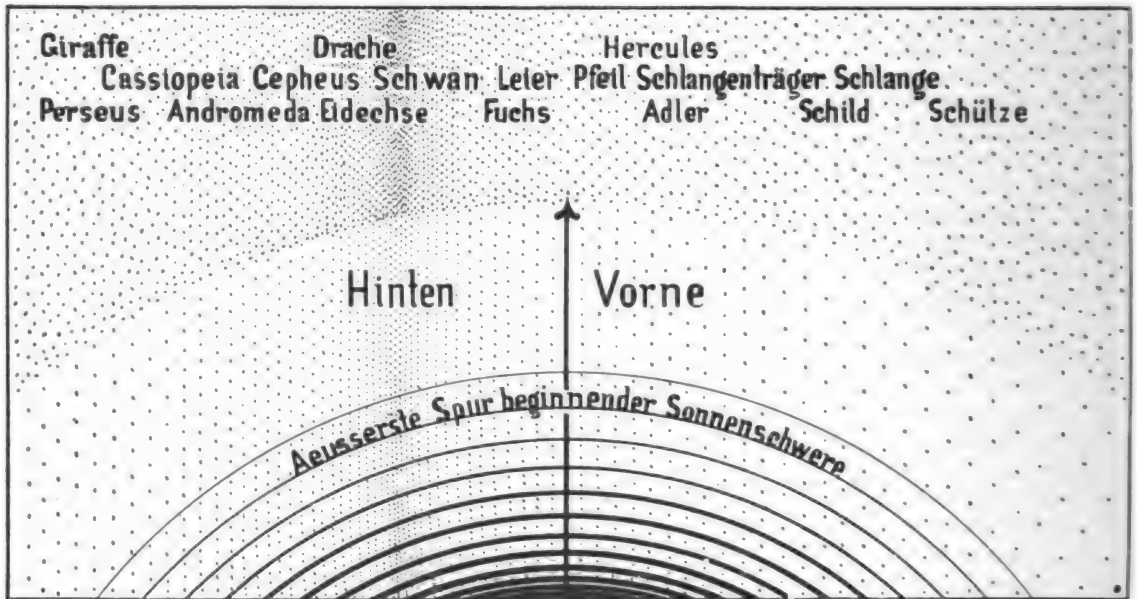 Giraffe Drache Hercules
Cassiopeia Cepheus Schwan Leier Pfeil Schlangenträger Schlange
Perseus Andromeda Eidechse Fuchs Adler Schild Schütze
Hinten Vorne
Aeusserste Spur beginnender Sonnenschwere